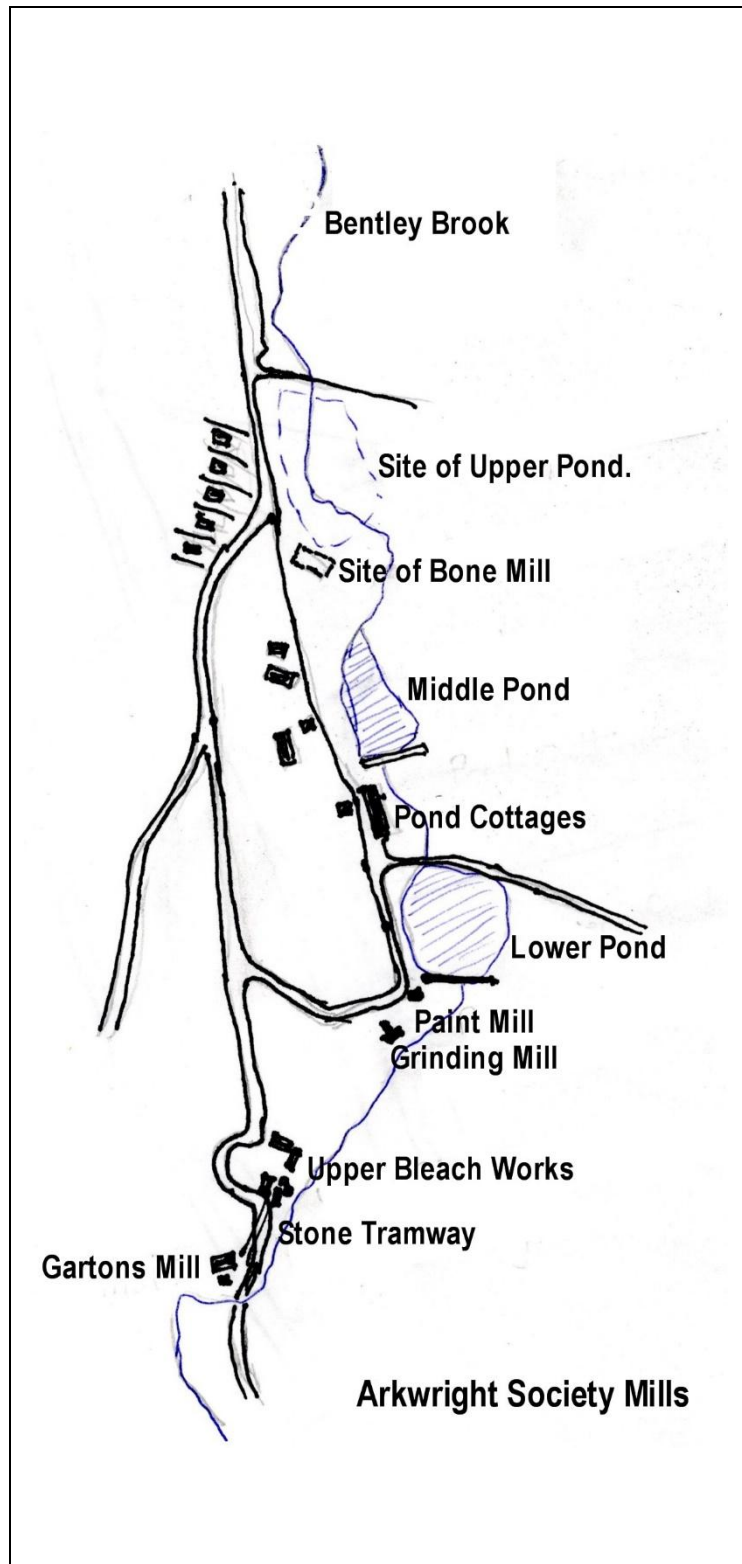 Bentley Brook
Site of Upper Pond.
Site of Bone Mill
Middle Pond
Pond Cottages
Lower Pond
Paint Mill
Grinding Mill
Upper Bleach Works
Stone Tramway
Gartons Mill
Arkwright Society Mills